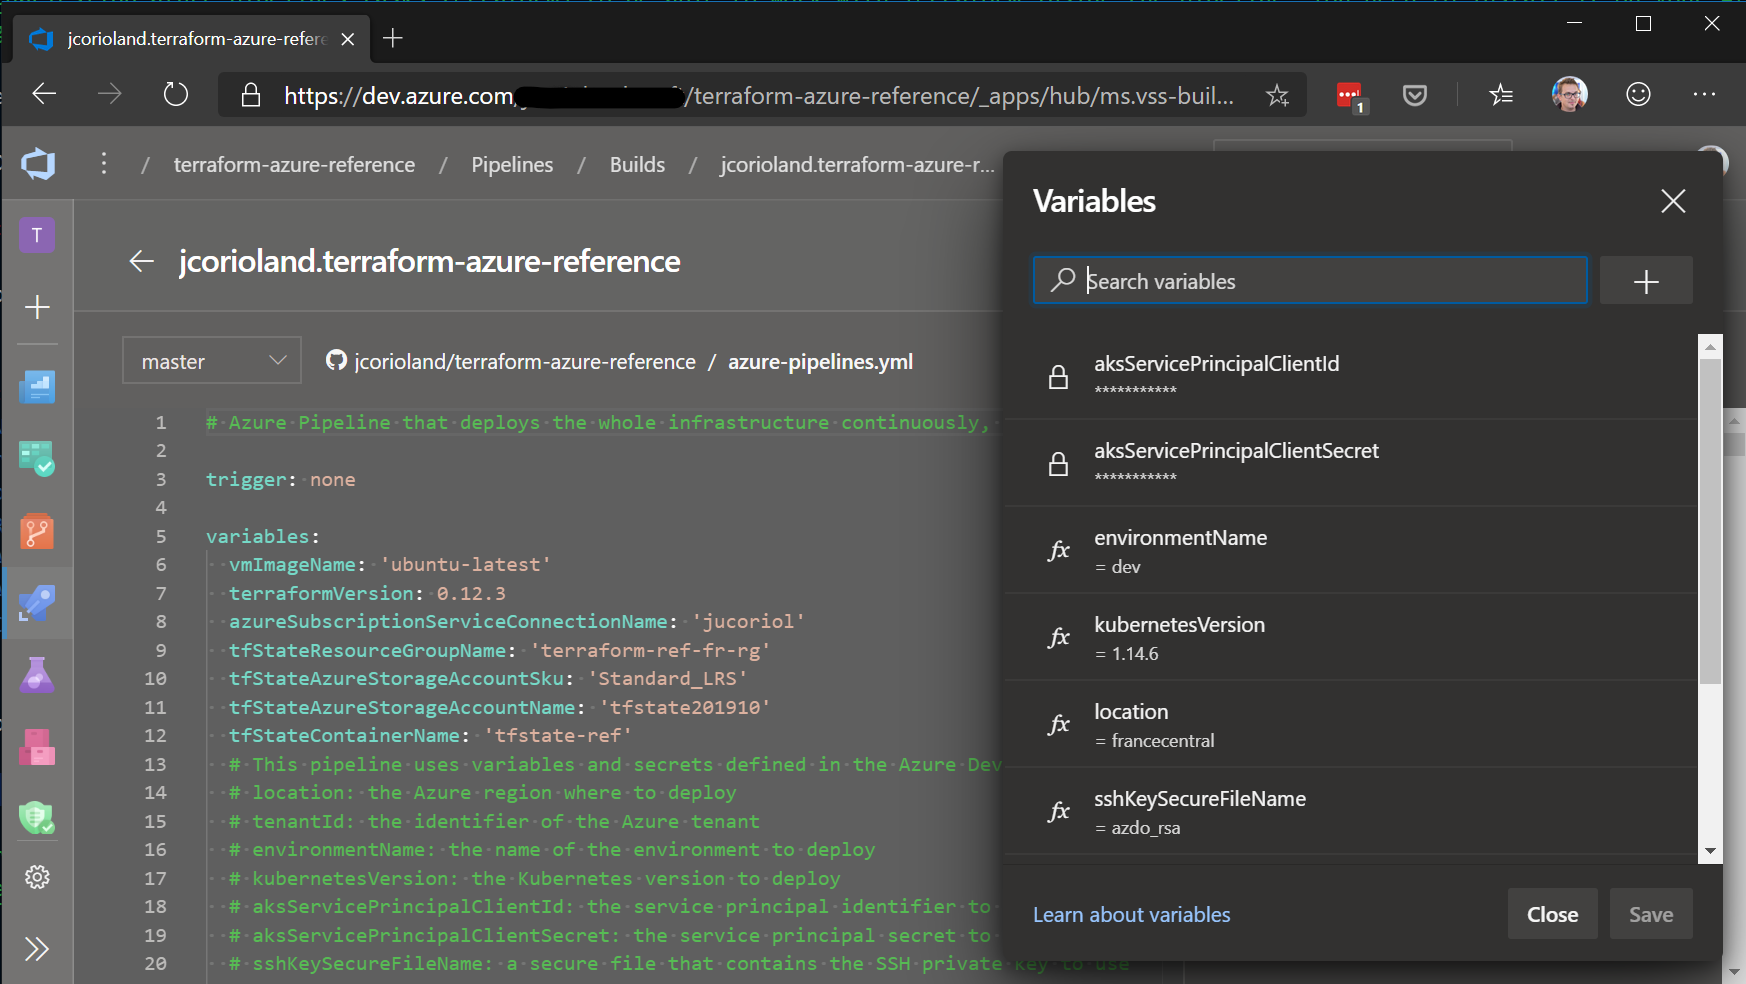 jcorioland.terraform-azure-refere
https://dev.azure.com/ /terraform-azure-reference/_apps/hub/ms.vss-buil...
1
/ terraform-azure-reference / Pipelines / Builds / jcorioland.terraform-azure-r...
T
jcorioland.terraform-azure-reference
master
jcorioland/terraform-azure-reference / azure-pipelines.yml
1 # Azure Pipeline that deploys the whole infrastructure continuously,
2
3 trigger: none
4
5 variables:
6 vmImageName: 'ubuntu-latest'
7 terraformVersion: 0.12.3
8 azureSubscriptionServiceConnectionName: 'jucoriol'
9 tfStateResourceGroupName: 'terraform-ref-fr-rg'
10 tfStateAzureStorageAccountSku: 'Standard_LRS'
11 tfStateAzureStorageAccountName: 'tfstate201910'
12 tfStateContainerName: 'tfstate-ref'
13 # This pipeline uses variables and secrets defined in the Azure Dev
14 # location: the Azure region where to deploy
15 # tenantId: the identifier of the Azure tenant
16 # environmentName: the name of the environment to deploy
17 # kubernetesVersion: the Kubernetes version to deploy
18 # aksServicePrincipalClientId: the service principal identifier to
19 # aksServicePrincipalClientSecret: the service principal secret to
20 # sshKeySecureFileName: a secure file that contains the SSH private key to use
Variables
Search variables
aksServicePrincipalClientId
***********
aksServicePrincipalClientSecret
***********
fx environmentName
= dev
fx kubernetesVersion
= 1.14.6
fx location
= francecentral
fx sshKeySecureFileName
= azdo_rsa
Learn about variables
Close
Save